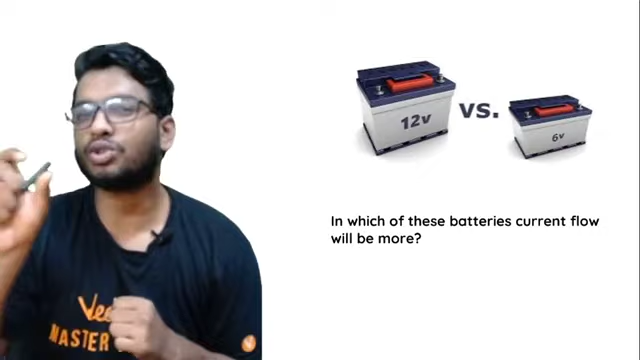 12v
vs.
6v
In which of these batteries current flow
will be more?
MASTER